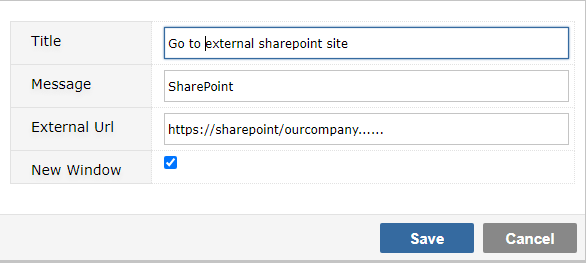 Title
Go to external sharepoint site
Message
SharePoint
External Url
https://sharepoint/ourcompany......
New Window
Save
Cancel